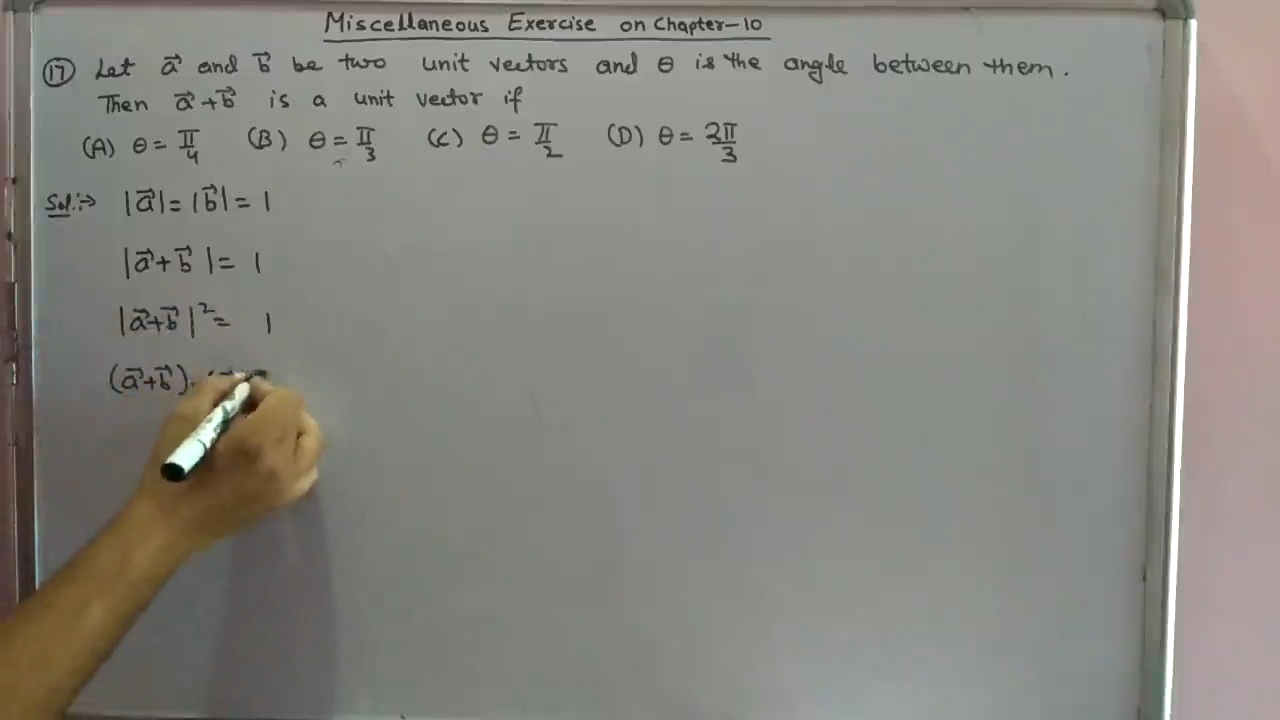 Miscellaneous Exercise on Chapter-10
(17) Let a⃗ and b⃗ be two unit vectors and θ is the angle between them.
Then a⃗+b⃗ is a unit vector if
(A) θ = π/4 (B) θ = π/3 (C) θ = π/2 (D) θ = 2π/3
Sol:-> |a⃗| = |b⃗| = 1
|a⃗+b⃗| = 1
|a⃗+b⃗|² = 1
(a⃗+b⃗).